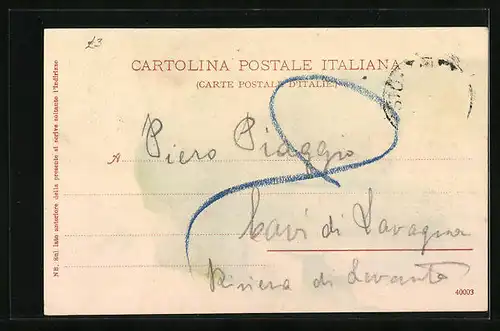 £3
CARTOLINA POSTALE ITALIANA
(CARTE POSTALE D'ITALIE)
A Piero Piaggio
Cavi di Lavagna
Riviera di Levante
40003
NB. Sul lato anteriore della presente si scrive soltanto l'indirizzo